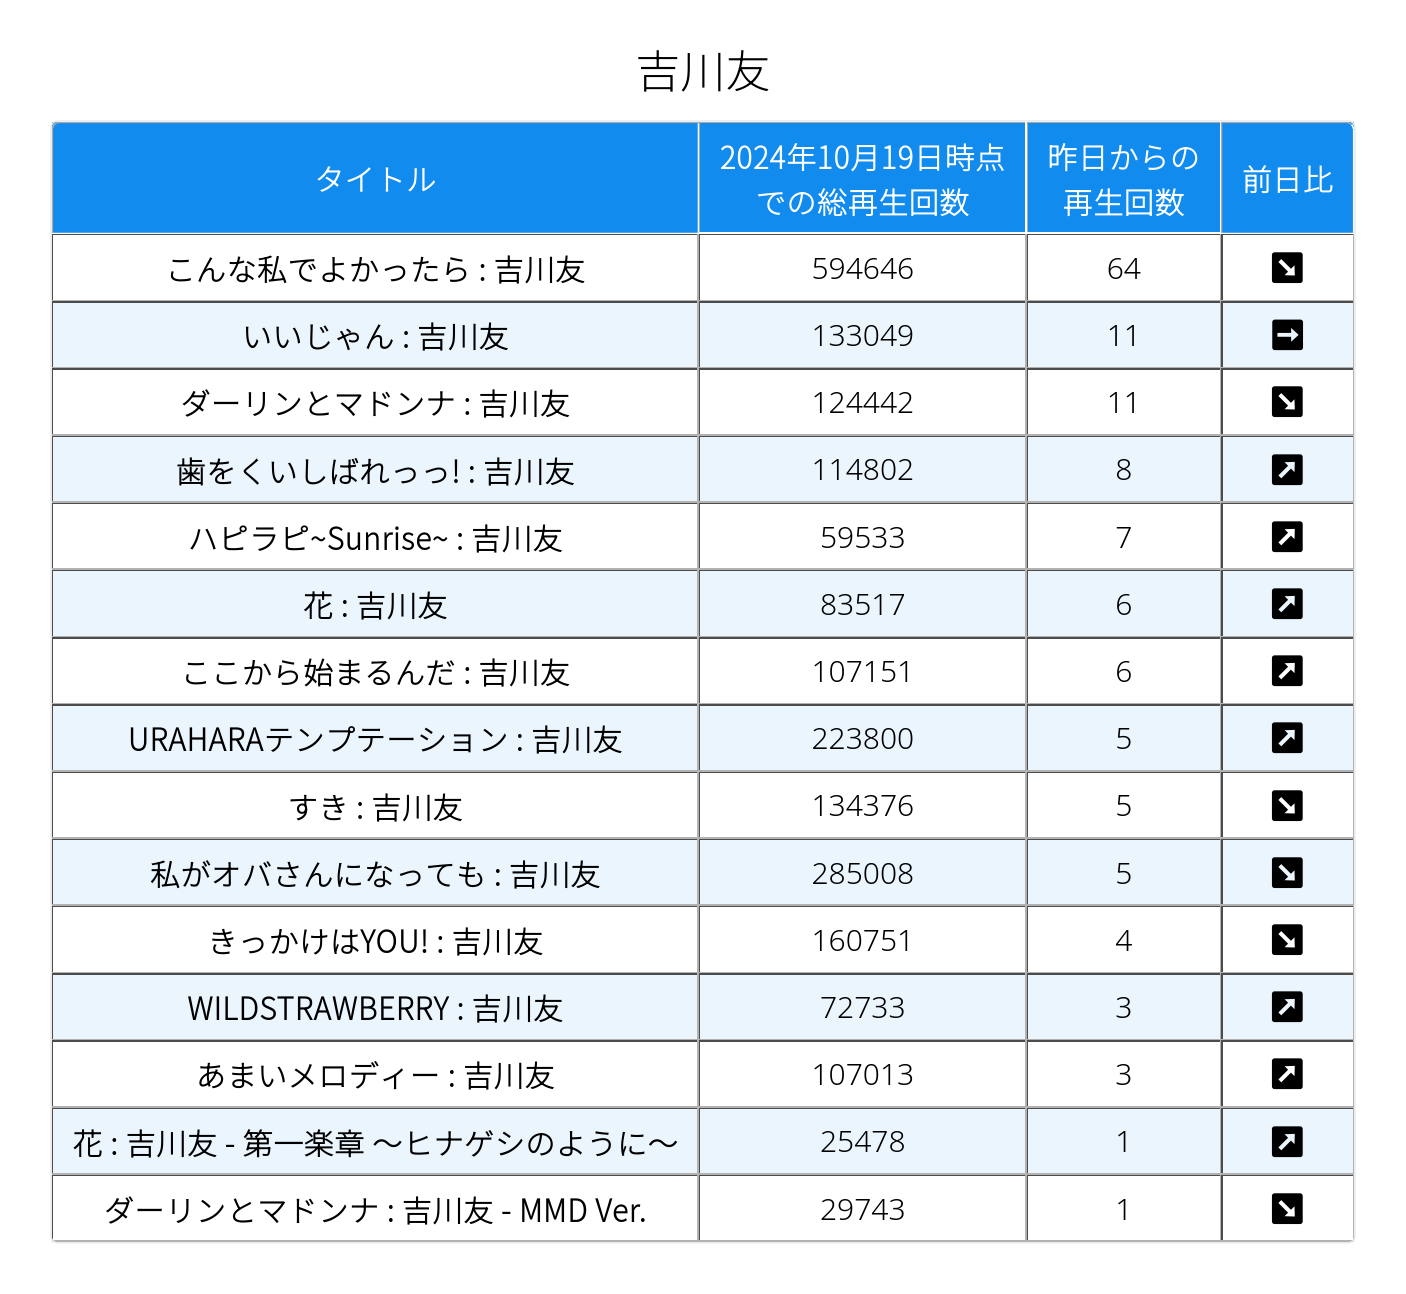 吉川友
タイトル 2024年10月19日時点での総再生回数 昨日からの再生回数 前日比
こんな私でよかったら : 吉川友 594646 64 ↘
いいじゃん : 吉川友 133049 11 ➡
ダーリンとマドンナ : 吉川友 124442 11 ↘
歯をくいしばれっっ! : 吉川友 114802 8 ↗
ハピラピ~Sunrise~ : 吉川友 59533 7 ↗
花 : 吉川友 83517 6 ↗
ここから始まるんだ : 吉川友 107151 6 ↗
URAHARAテンプテーション : 吉川友 223800 5 ↗
すき : 吉川友 134376 5 ↘
私がオバさんになっても : 吉川友 285008 5 ↘
きっかけはYOU! : 吉川友 160751 4 ↘
WILDSTRAWBERRY : 吉川友 72733 3 ↗
あまいメロディー : 吉川友 107013 3 ↗
花 : 吉川友 - 第一楽章 〜ヒナゲシのように〜 25478 1 ↗
ダーリンとマドンナ : 吉川友 - MMD Ver. 29743 1 ↘